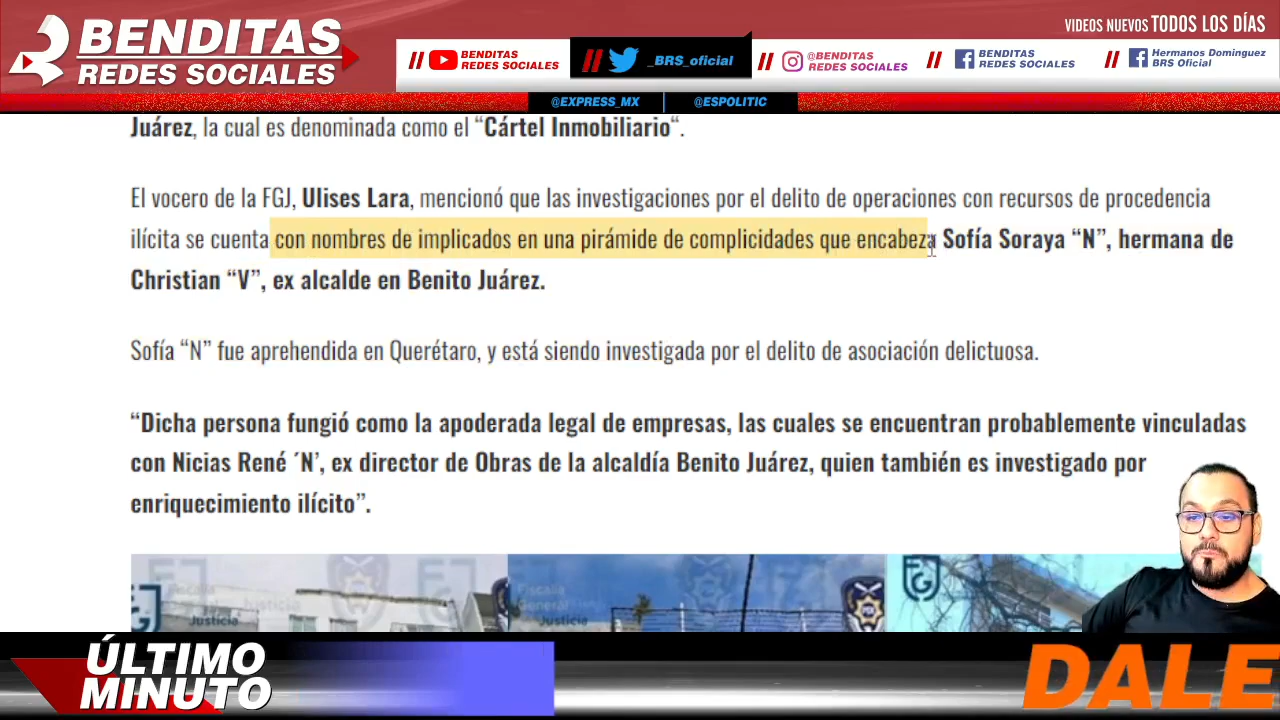 BENDITAS
REDES SOCIALES
VIDEOS NUEVOS TODOS LOS DÍAS
BENDITAS
REDES SOCIALES
_BRS_oficial
@BENDITAS
REDES SOCIALES
BENDITAS
REDES SOCIALES
Hermanos Dominguez
BRS Oficial
@EXPRESS_MX
@ESPOLITIC
Juárez, la cual es denominada como el “Cártel Inmobiliario“.
El vocero de la FGJ, Ulises Lara, mencionó que las investigaciones por el delito de operaciones con recursos de procedencia
ilícita se cuenta con nombres de implicados en una pirámide de complicidades que encabeza Sofía Soraya “N”, hermana de
Christian “V”, ex alcalde en Benito Juárez.
Sofía “N” fue aprehendida en Querétaro, y está siendo investigada por el delito de asociación delictuosa.
“Dicha persona fungió como la apoderada legal de empresas, las cuales se encuentran probablemente vinculadas
con Nicias René ´N’, ex director de Obras de la alcaldía Benito Juárez, quien también es investigado por
enriquecimiento ilícito”.
Fiscalía
General
Justicia
Justicia
ÚLTIMO
MINUTO
DALE